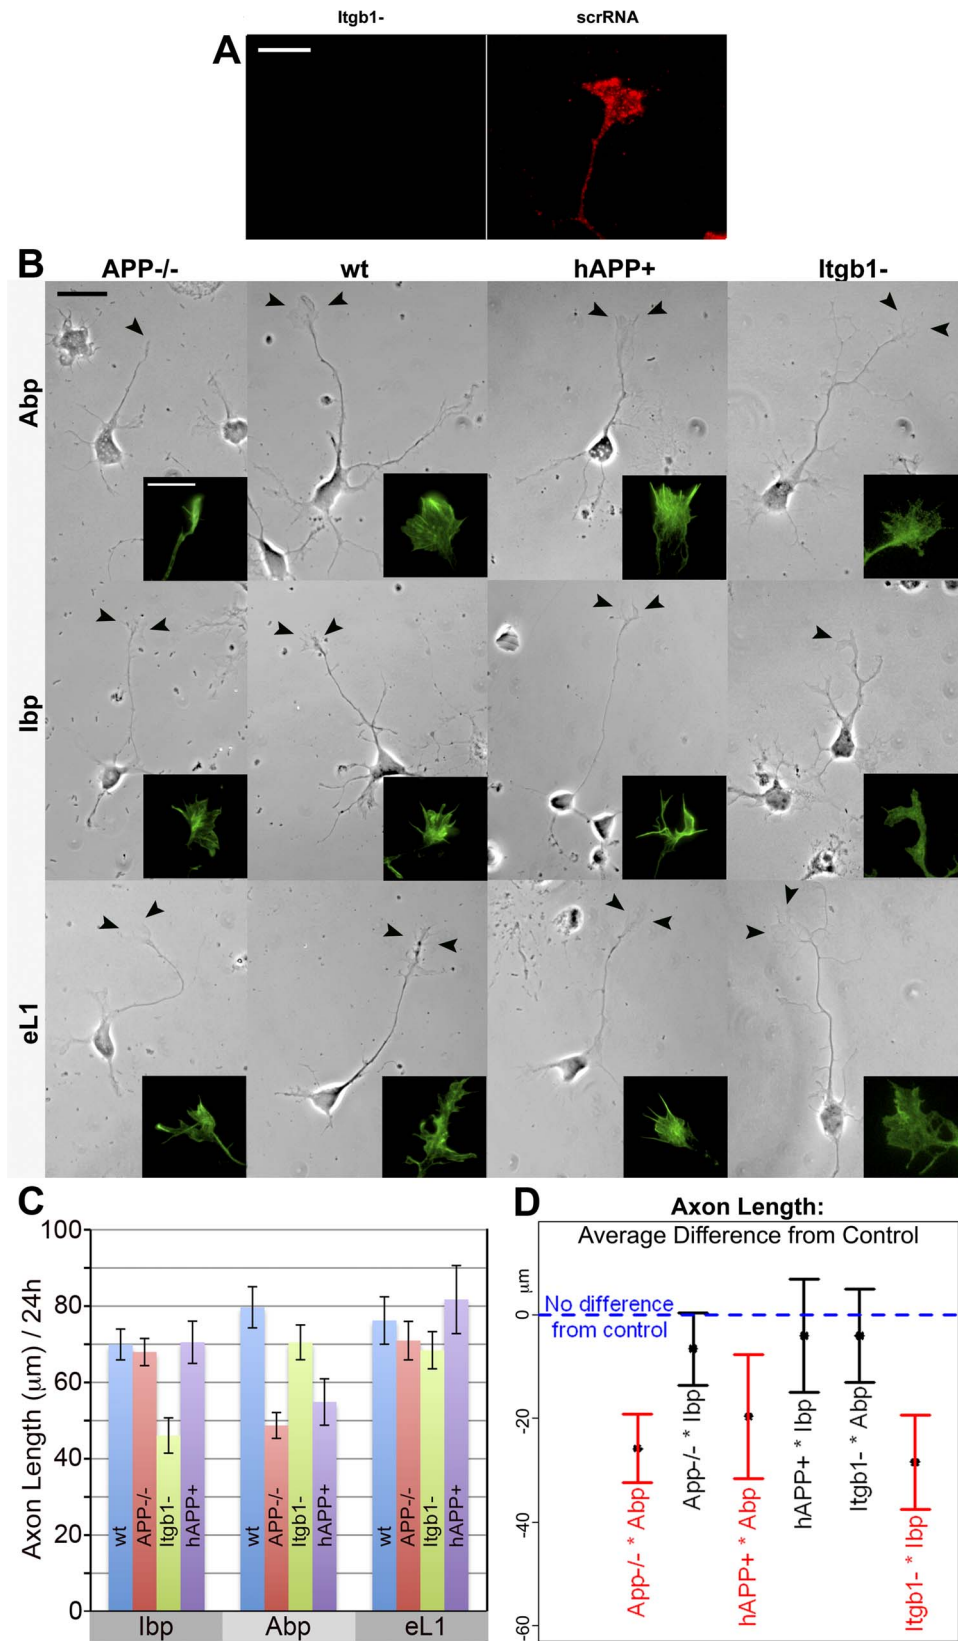 Itgb1- scrRNA
A
B
APP-/- wt hAPP+ Itgb1-
Abp
Ibp
eL1
C
100
80
60
40
20
0
Axon Length (μm) / 24h
wt APP-/- Itgb1- hAPP+
wt APP-/- Itgb1- hAPP+
wt APP-/- Itgb1- hAPP+
Ibp Abp eL1
D
Axon Length:
Average Difference from Control
μm
0
-20
-40
-60
No difference
from control
App-/- * Abp
App-/- * Ibp
hAPP+ * Abp
hAPP+ * Ibp
Itgb1- * Abp
Itgb1- * Ibp